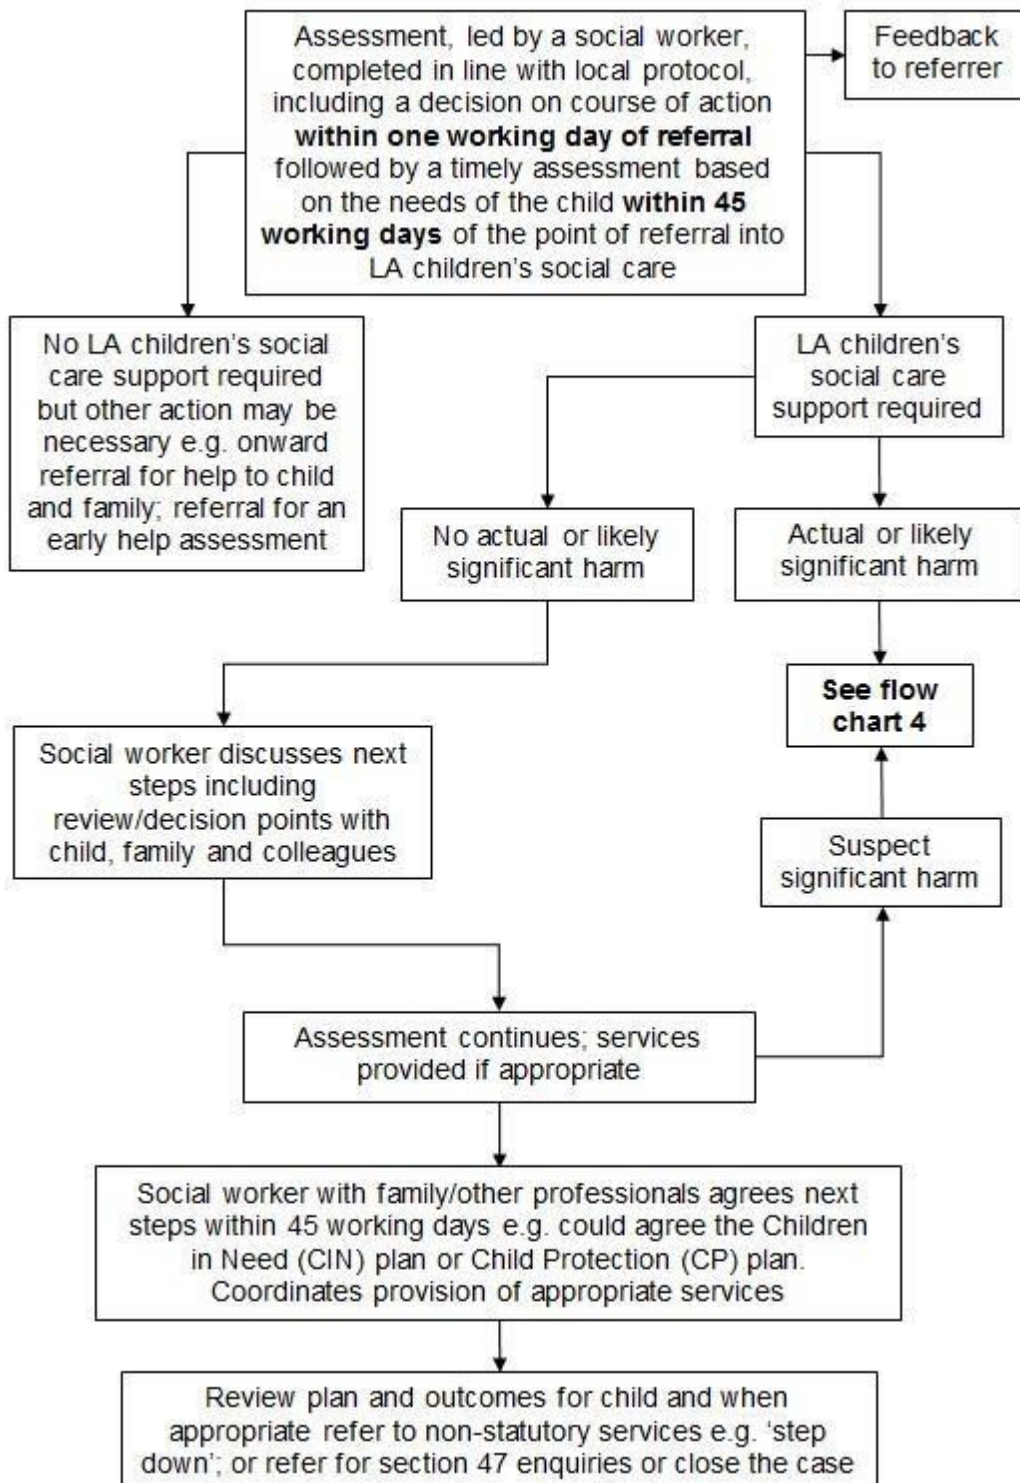 Assessment, led by a social worker,
completed in line with local protocol,
including a decision on course of action
within one working day of referral
followed by a timely assessment based
on the needs of the child within 45
working days of the point of referral into
LA children's social care
Feedback
to referrer
No LA children's social
care support required
but other action may be
necessary e.g. onward
referral for help to child
and family; referral for an
early help assessment
LA children's
social care
support required
No actual or likely
significant harm
Actual or likely
significant harm
See flow
chart 4
Social worker discusses next
steps including
review/decision points with
child, family and colleagues
Suspect
significant harm
Assessment continues; services
provided if appropriate
Social worker with family/other professionals agrees next
steps within 45 working days e.g. could agree the Children
in Need (CIN) plan or Child Protection (CP) plan.
Coordinates provision of appropriate services
Review plan and outcomes for child and when
appropriate refer to non-statutory services e.g. ‘step
down’; or refer for section 47 enquiries or close the case